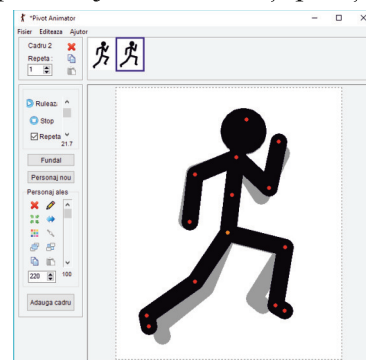 *Pivot Animator
Fisier Editeaza Ajutor
Cadru 2
Repeta :
1
Ruleaza
Stop
Repeta
21.7
Fundal
Personaj nou
Personaj ales
220
100
Adauga cadru